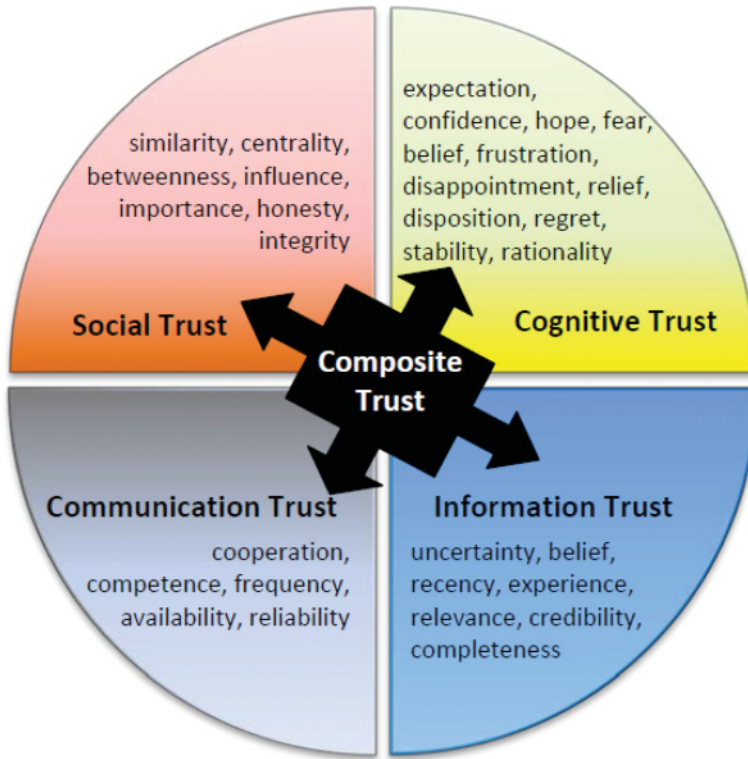 similarity, centrality,
betweenness, influence,
importance, honesty,
integrity
Social Trust
expectation,
confidence, hope, fear,
belief, frustration,
disappointment, relief,
disposition, regret,
stability, rationality
Cognitive Trust
Composite
Trust
Communication Trust
cooperation,
competence, frequency,
availability, reliability
Information Trust
uncertainty, belief,
recency, experience,
relevance, credibility,
completeness